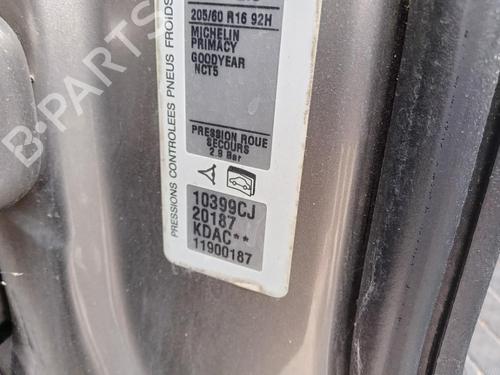 205/60 R16 92H
MICHELIN
PRIMACY
GOODYEAR
NCT5
PRESSION ROUE
SECOURS
2.9 Bar
PRESSIONS CONTROLEES PNEUS FROIDS
10399CJ
20187
KDAC**
11900187
B-PARTS